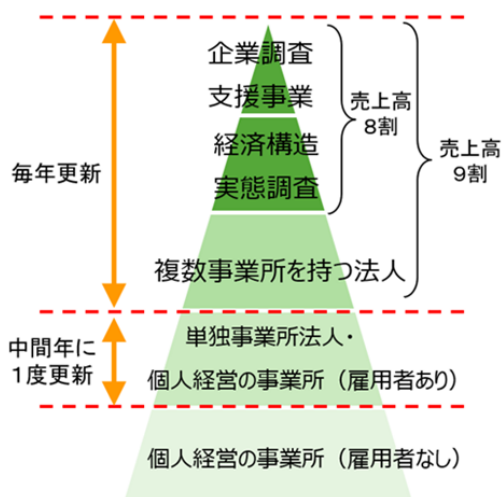 企業調査
支援事業
経済構造
実態調査
売上高
8割
売上高
9割
毎年更新
複数事業所を持つ法人
中間年に
1度更新
単独事業所法人・
個人経営の事業所（雇用者あり）
個人経営の事業所（雇用者なし）